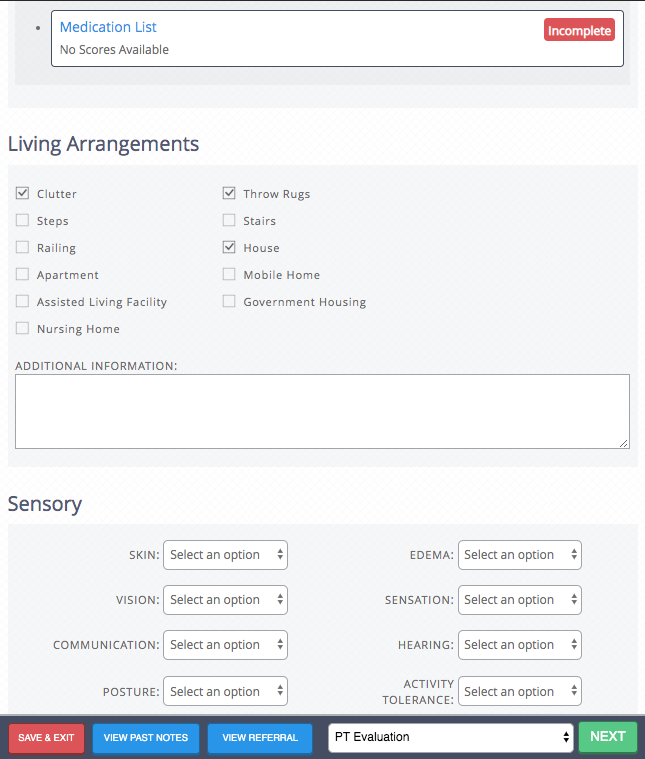 Medication List
Incomplete
No Scores Available
Living Arrangements
Clutter Throw Rugs
Steps Stairs
Railing House
Apartment Mobile Home
Assisted Living Facility Government Housing
Nursing Home
ADDITIONAL INFORMATION:
Sensory
SKIN: Select an option EDEMA: Select an option
VISION: Select an option SENSATION: Select an option
COMMUNICATION: Select an option HEARING: Select an option
POSTURE: Select an option ACTIVITY TOLERANCE: Select an option
SAVE & EXIT VIEW PAST NOTES VIEW REFERRAL PT Evaluation NEXT